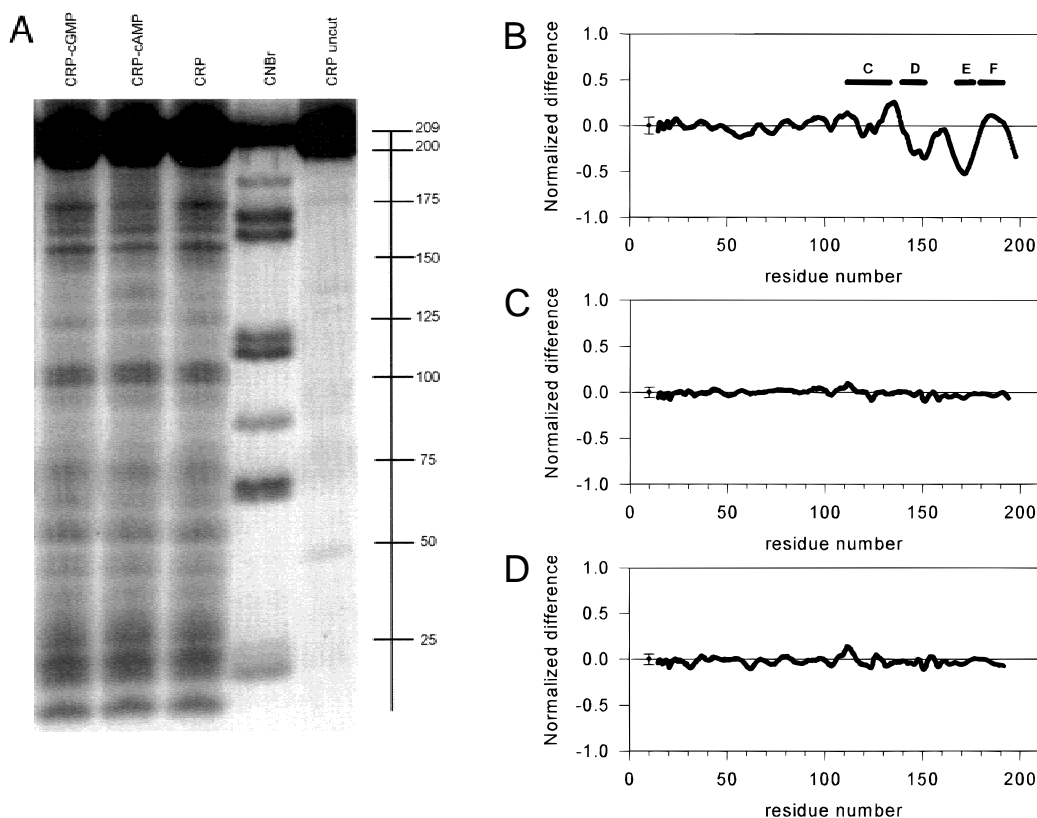 A
CRP-cGMP
CRP-cAMP
CRP
CNBr
CRP uncut
209
200
175
150
125
100
75
50
25
B
Normalized difference
1.0
0.5
0.0
-0.5
-1.0
C D E F
0 50 100 150 200
residue number
C
Normalized difference
1.0
0.5
0.0
-0.5
-1.0
0 50 100 150 200
residue number
D
Normalized difference
1.0
0.5
0.0
-0.5
-1.0
0 50 100 150 200
residue number